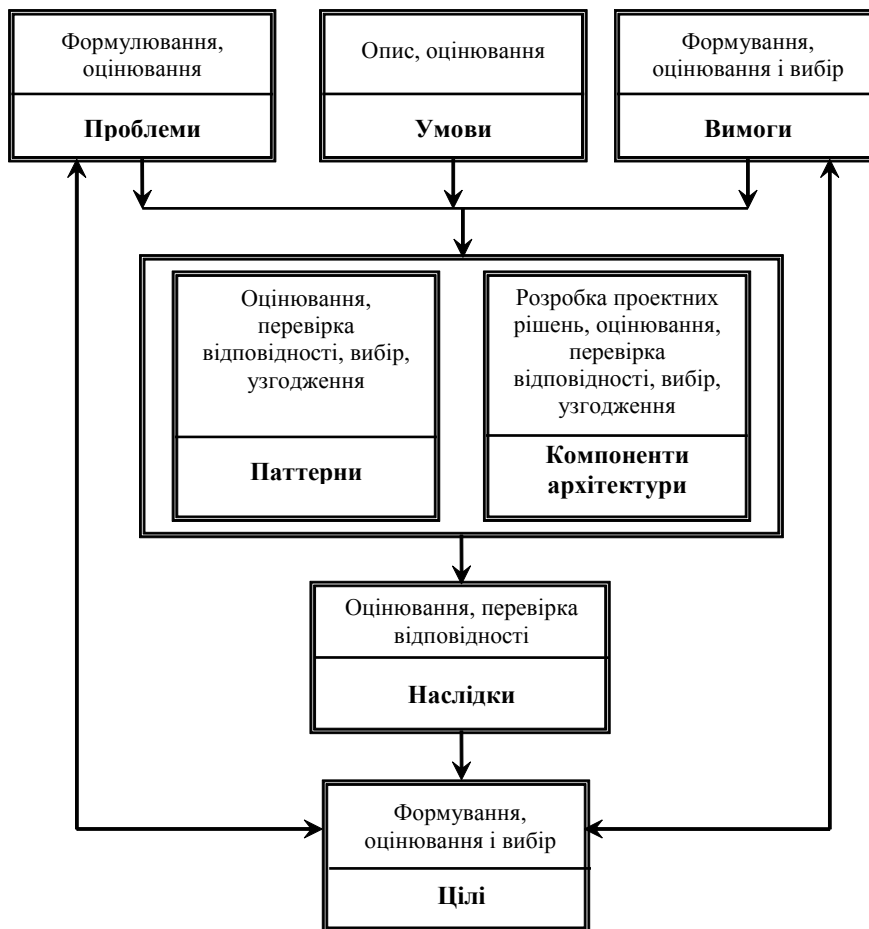 Формулювання,
оцінювання
Проблеми
Опис, оцінювання
Умови
Формування,
оцінювання і вибір
Вимоги
Оцінювання,
перевірка
відповідності, вибір,
узгодження
Паттерни
Розробка проектних
рішень, оцінювання,
перевірка
відповідності, вибір,
узгодження
Компоненти
архітектури
Оцінювання, перевірка
відповідності
Наслідки
Формування,
оцінювання і вибір
Цілі